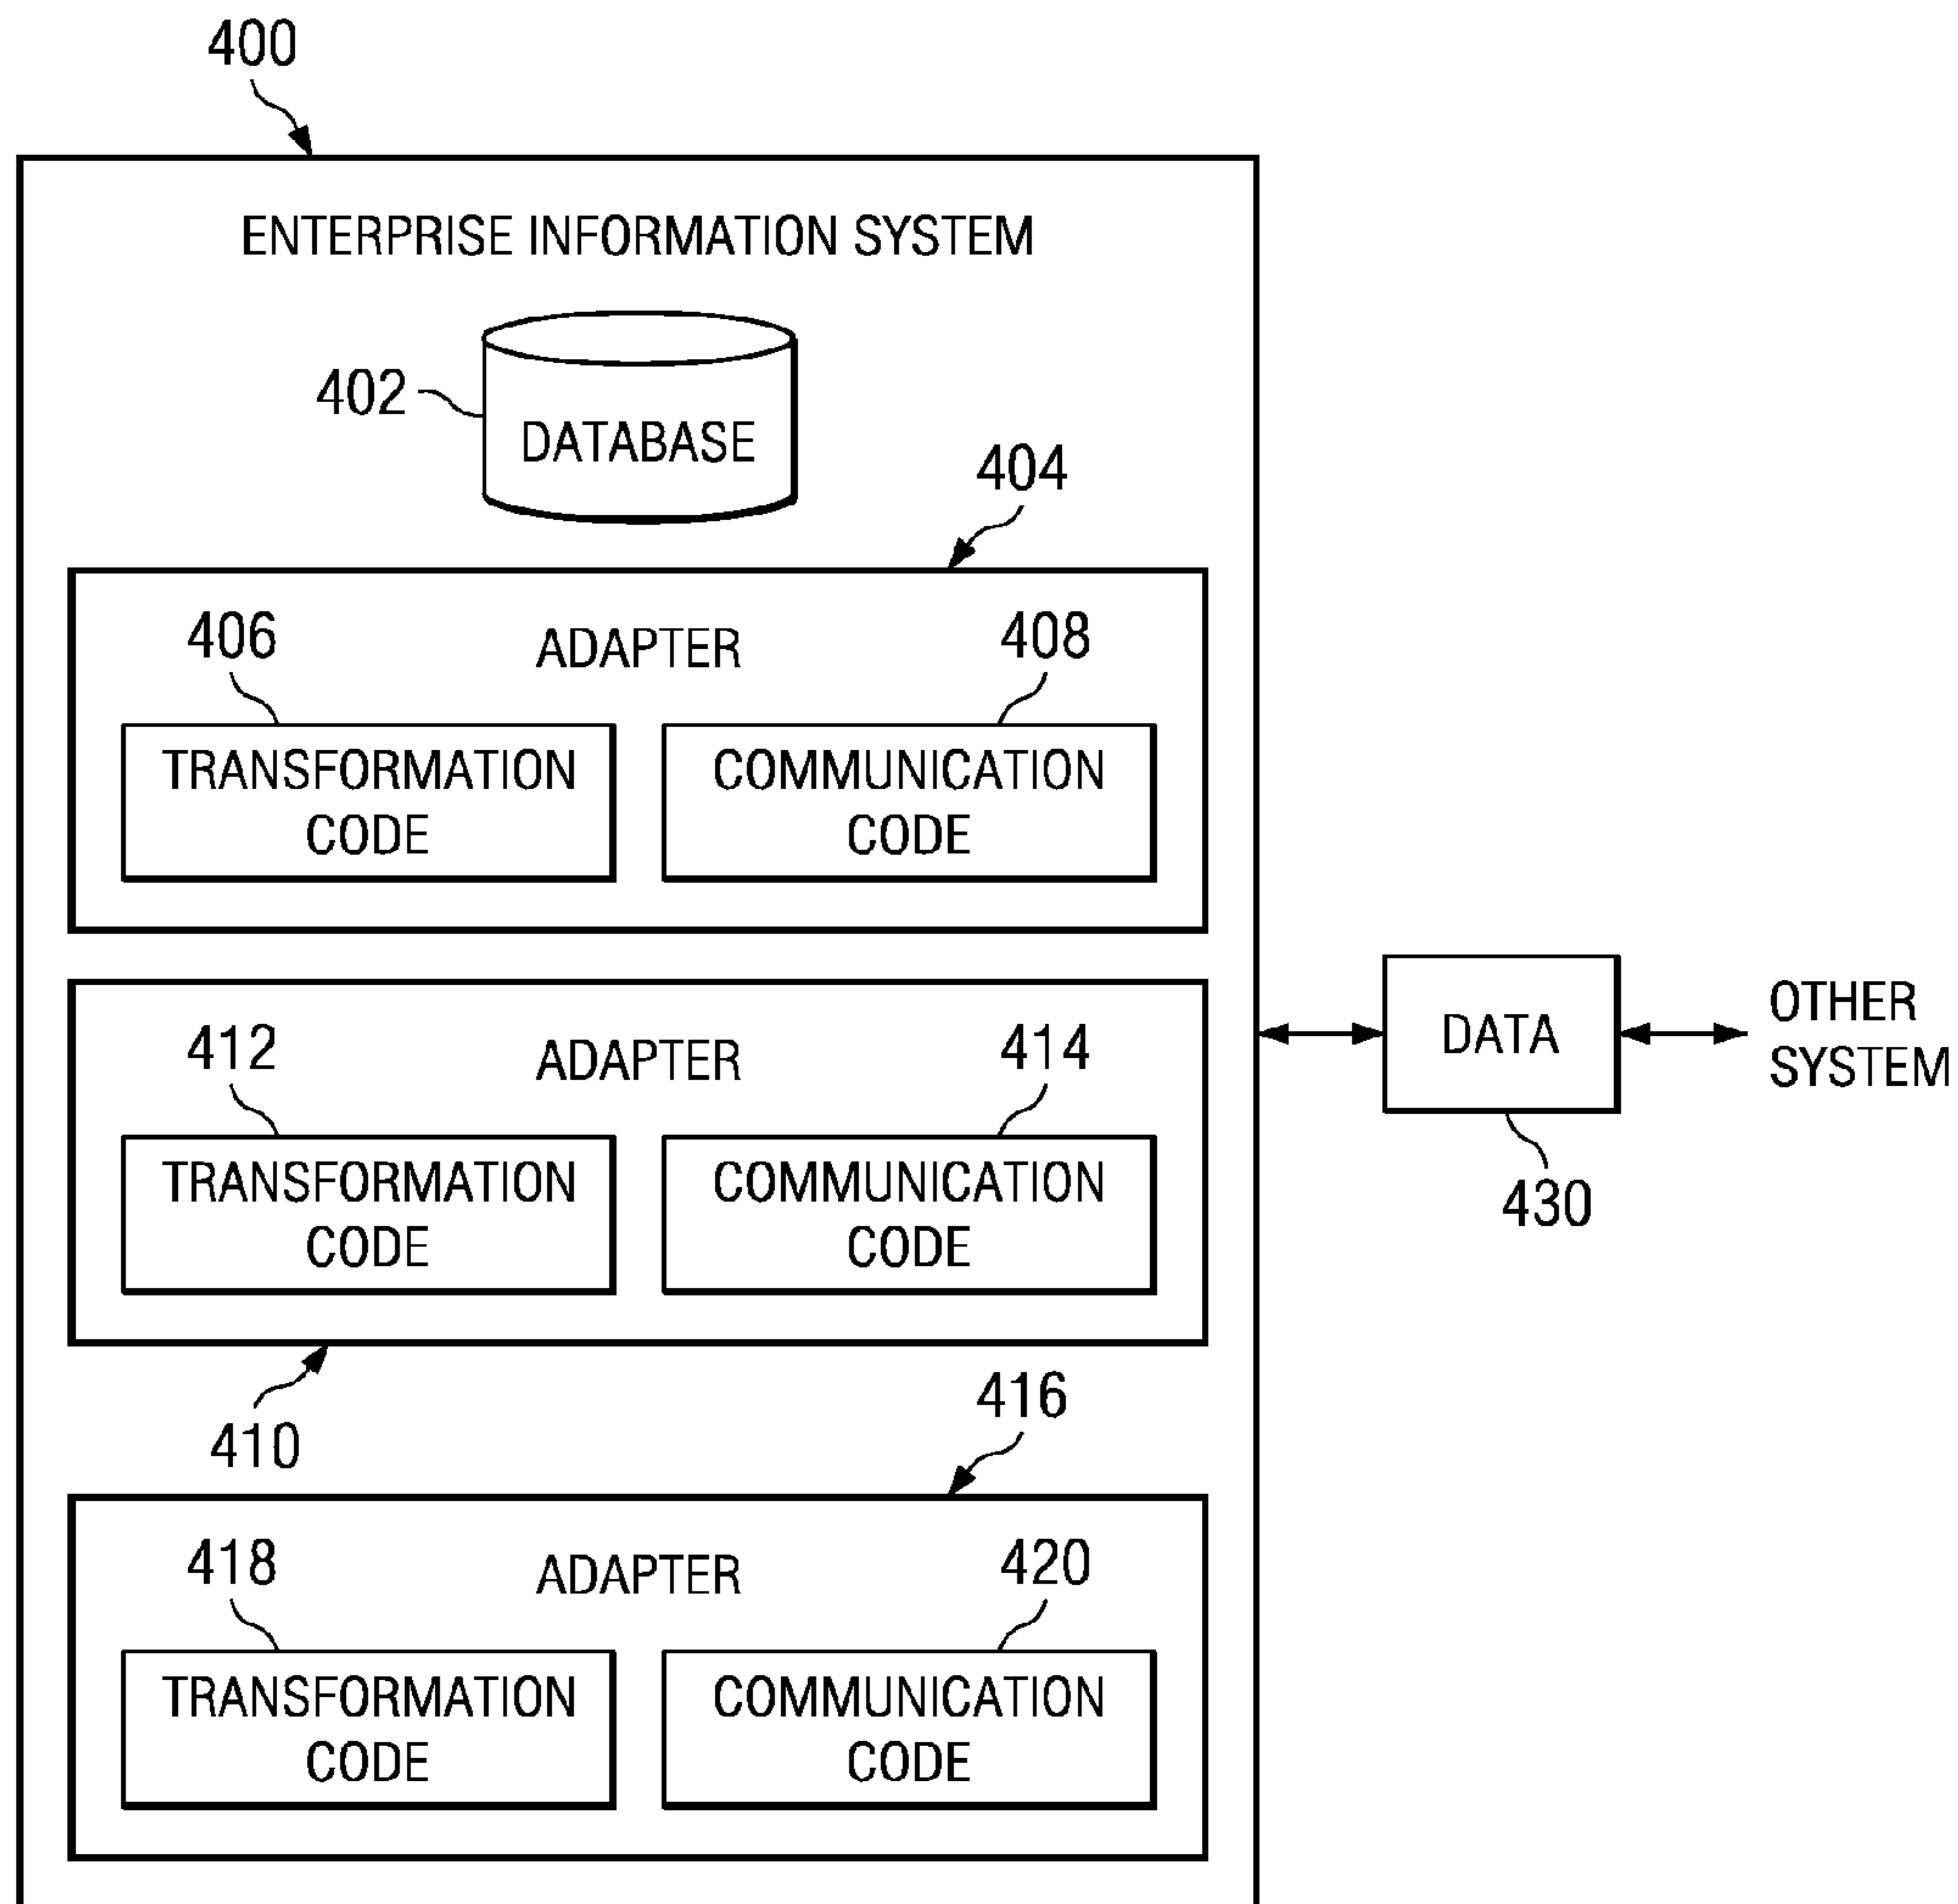 400
ENTERPRISE INFORMATION SYSTEM
402
DATABASE
404
406
ADAPTER
408
TRANSFORMATION
CODE
COMMUNICATION
CODE
412
ADAPTER
414
TRANSFORMATION
CODE
COMMUNICATION
CODE
410
DATA
430
OTHER
SYSTEM
416
418
ADAPTER
420
TRANSFORMATION
CODE
COMMUNICATION
CODE